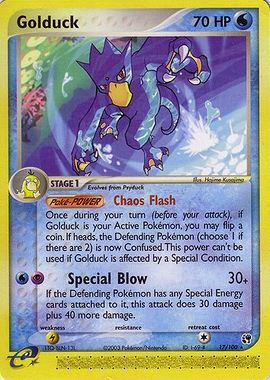 Golduck 70 HP
Illus. Hajime Kusajima
STAGE 1
Evolves from Psyduck
Poké-POWER Chaos Flash
Once during your turn (before your attack), if
Golduck is your Active Pokémon, you may flip a
coin. If heads, the Defending Pokémon (choose 1 if
there are 2) is now Confused. This power can't be
used if Golduck is affected by a Special Condition.
Special Blow 30+
If the Defending Pokémon has any Special Energy
cards attached to it, this attack does 30 damage
plus 40 more damage.
weakness resistance retreat cost
©2003 Pokémon/Nintendo 17/100
e